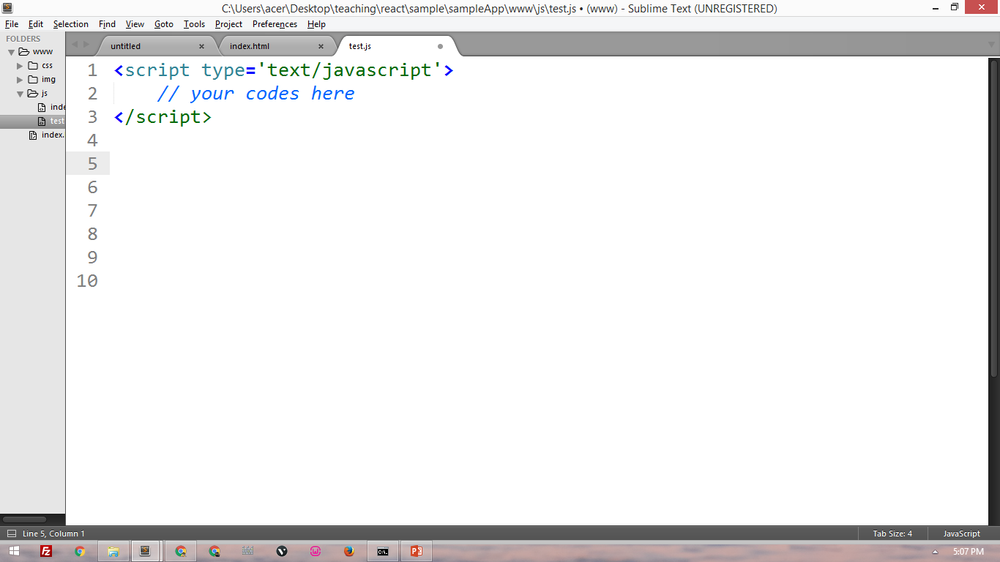 C:\Users\acer\Desktop\teaching\react\sample\sampleApp\www\js\test.js • (www) - Sublime Text (UNREGISTERED)
File Edit Selection Find View Goto Tools Project Preferences Help
FOLDERS
www
css
img
js
inde
test
index.
untitled
index.html
test.js
1 <script type='text/javascript'>
2 // your codes here
3 </script>
4
5
6
7
8
9
10
Line 5, Column 1 Tab Size: 4 JavaScript
5:07 PM